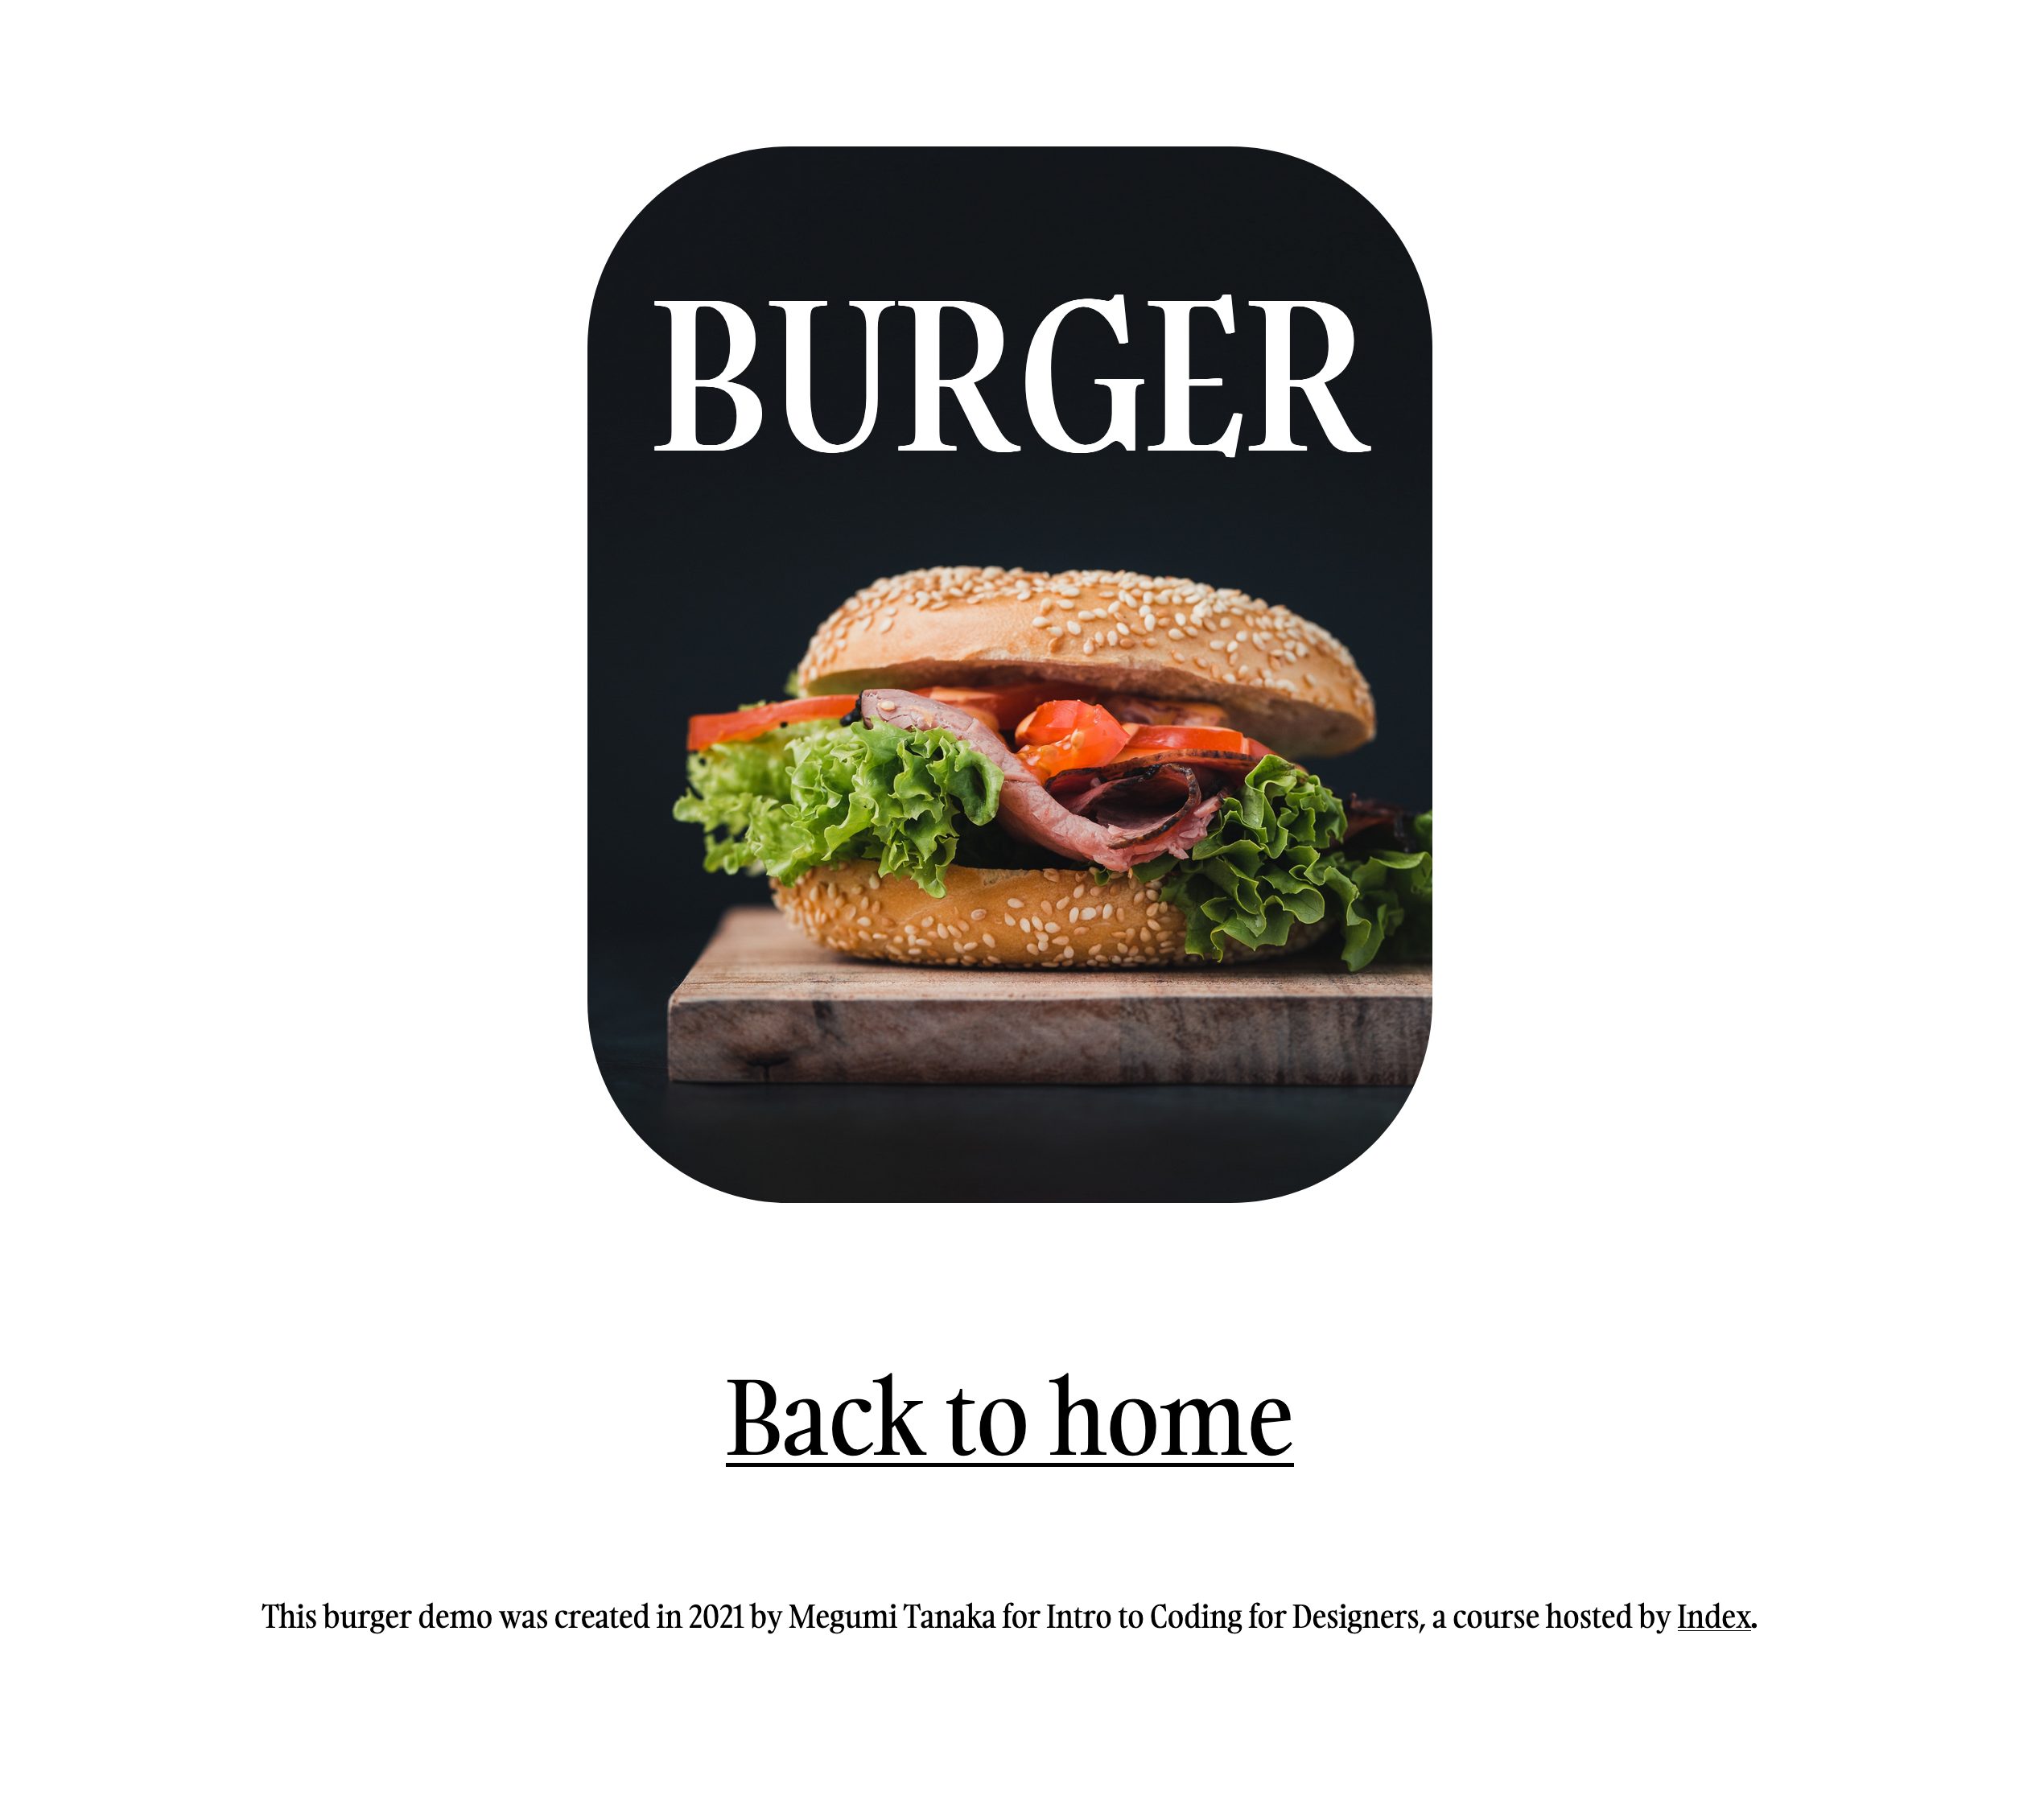 BURGER
Back to home
This burger demo was created in 2021 by Megumi Tanaka for Intro to Coding for Designers, a course hosted by Index.